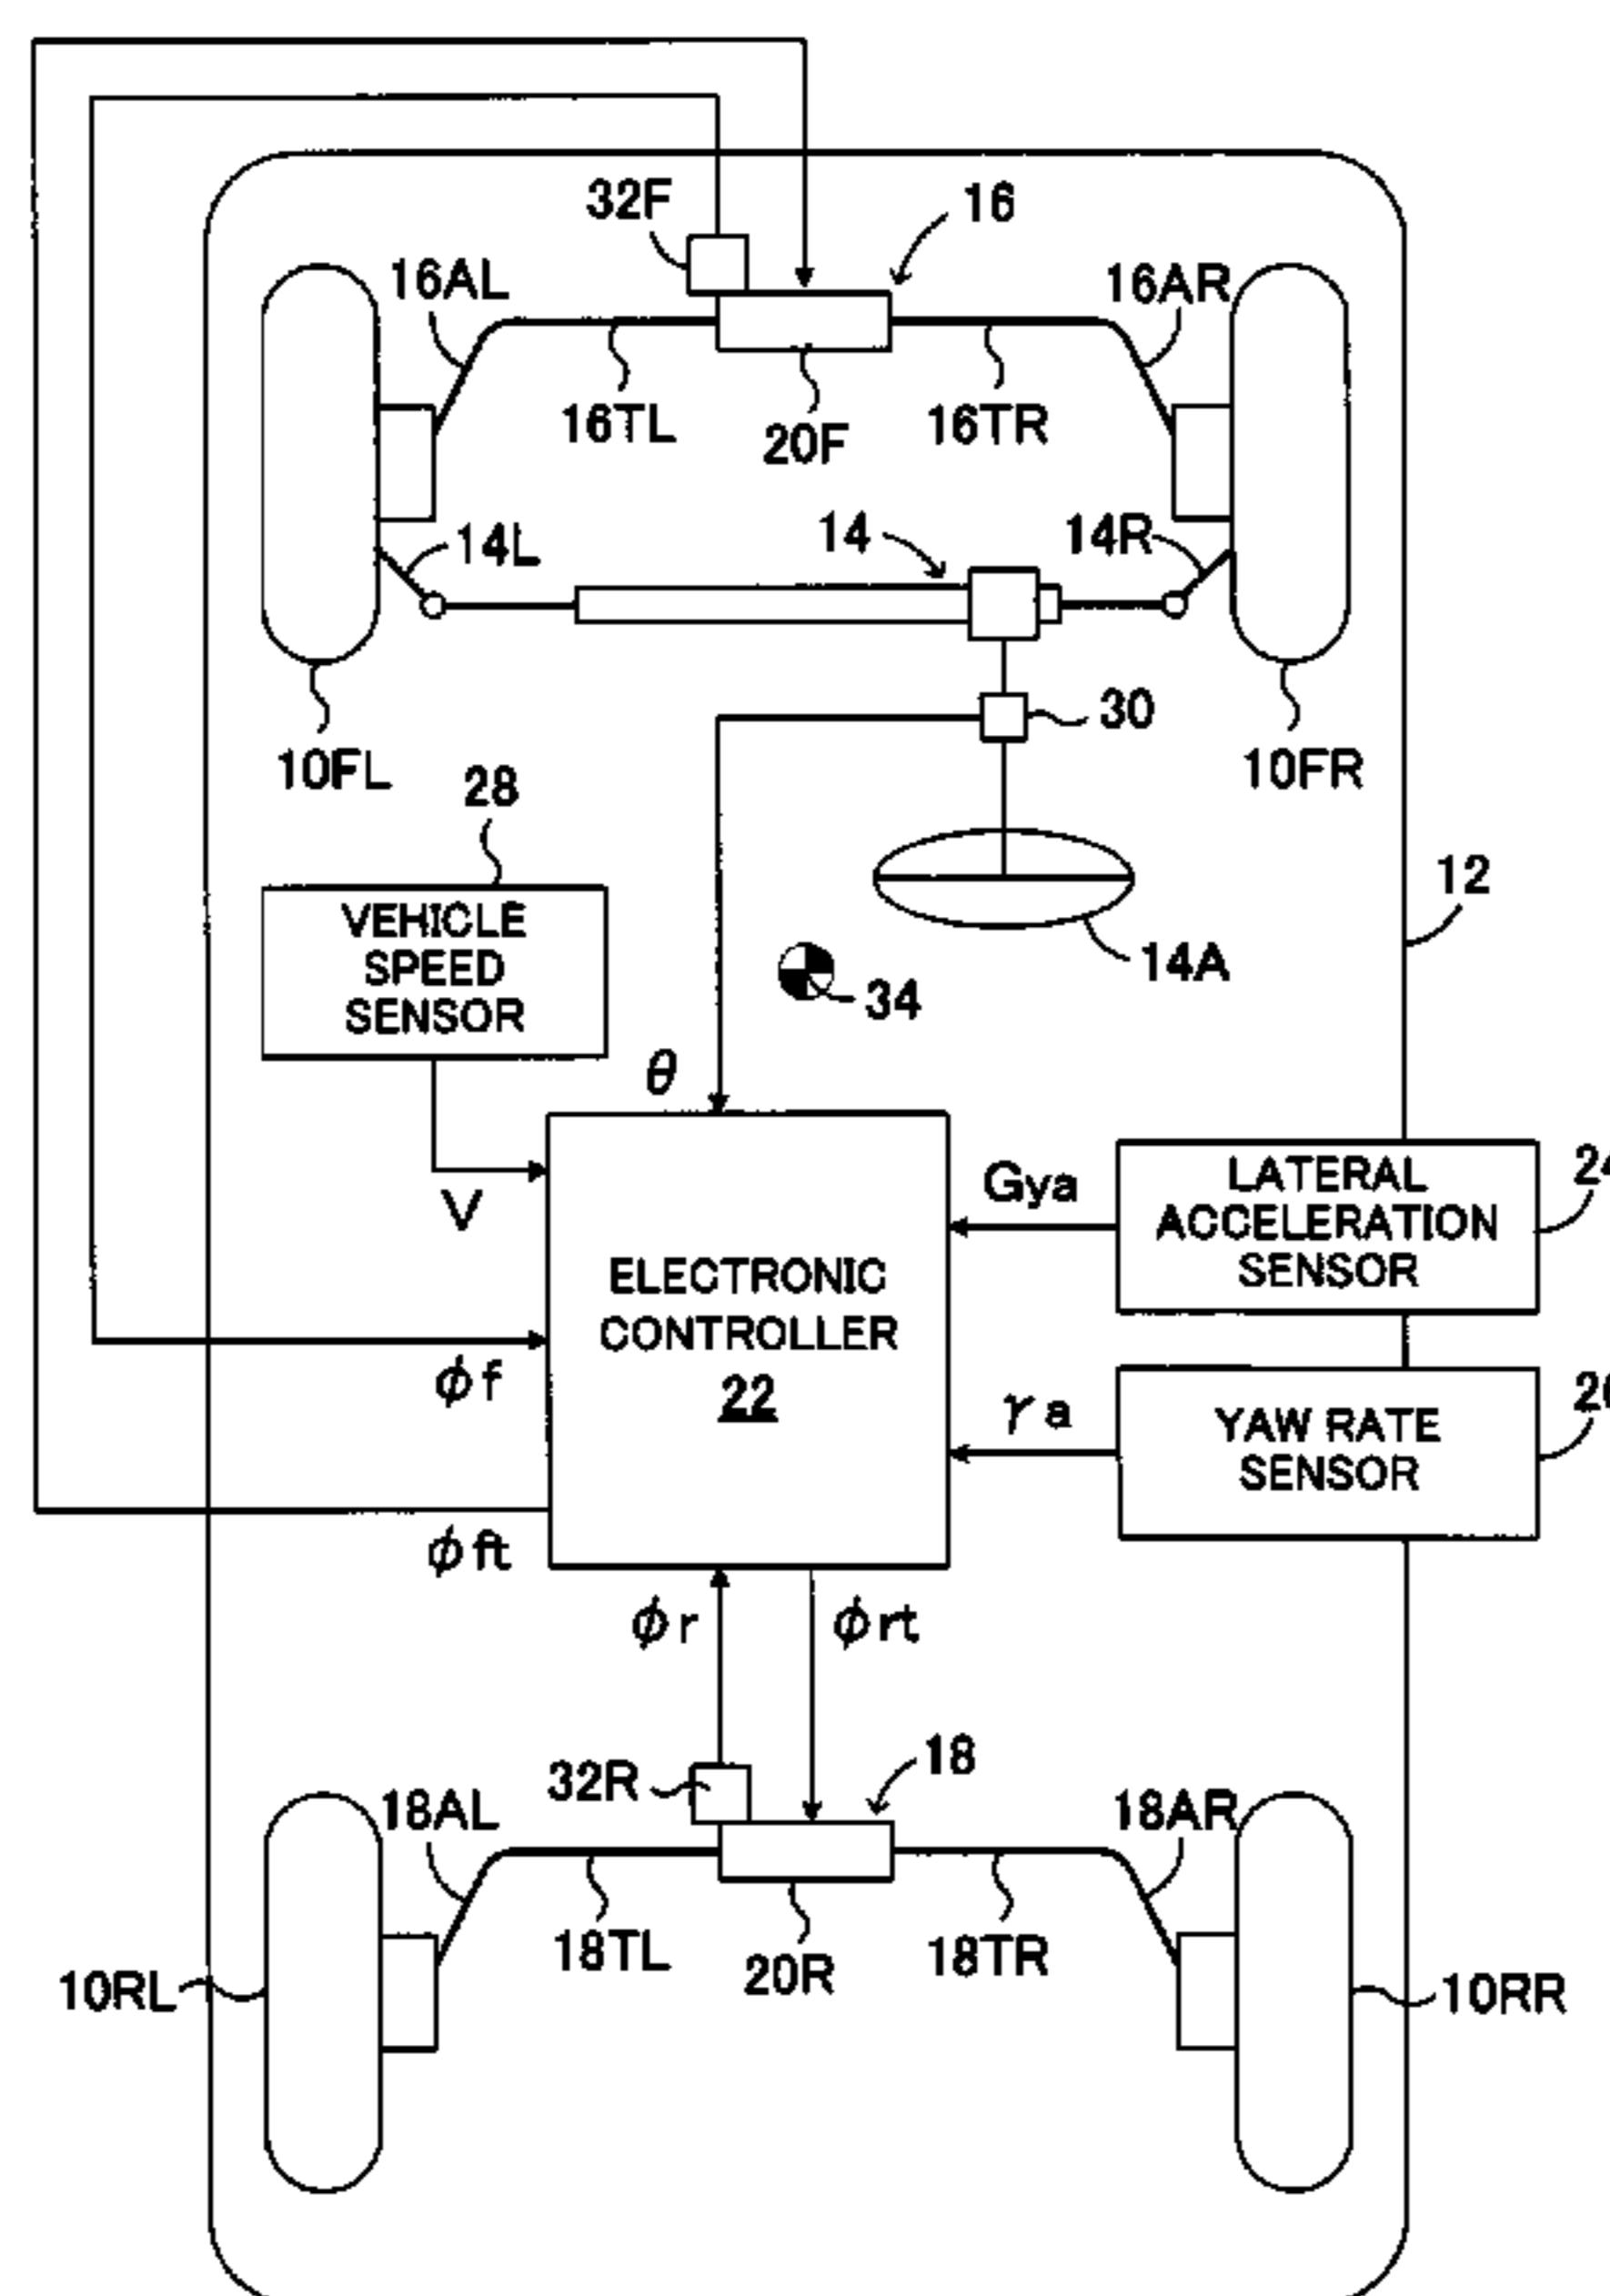 32F
16
16AL
16AR
16TL
20F
16TR
14L
14
14R
30
10FL
10FR
28
VEHICLE
SPEED
SENSOR
12
14A
34
θ
V
Gya
LATERAL
ACCELERATION
SENSOR
ELECTRONIC
CONTROLLER
22
φf
γa
YAW RATE
SENSOR
φft
φr
φrt
32R
18
18AL
18AR
18TL
20R
18TR
10RL
10RR